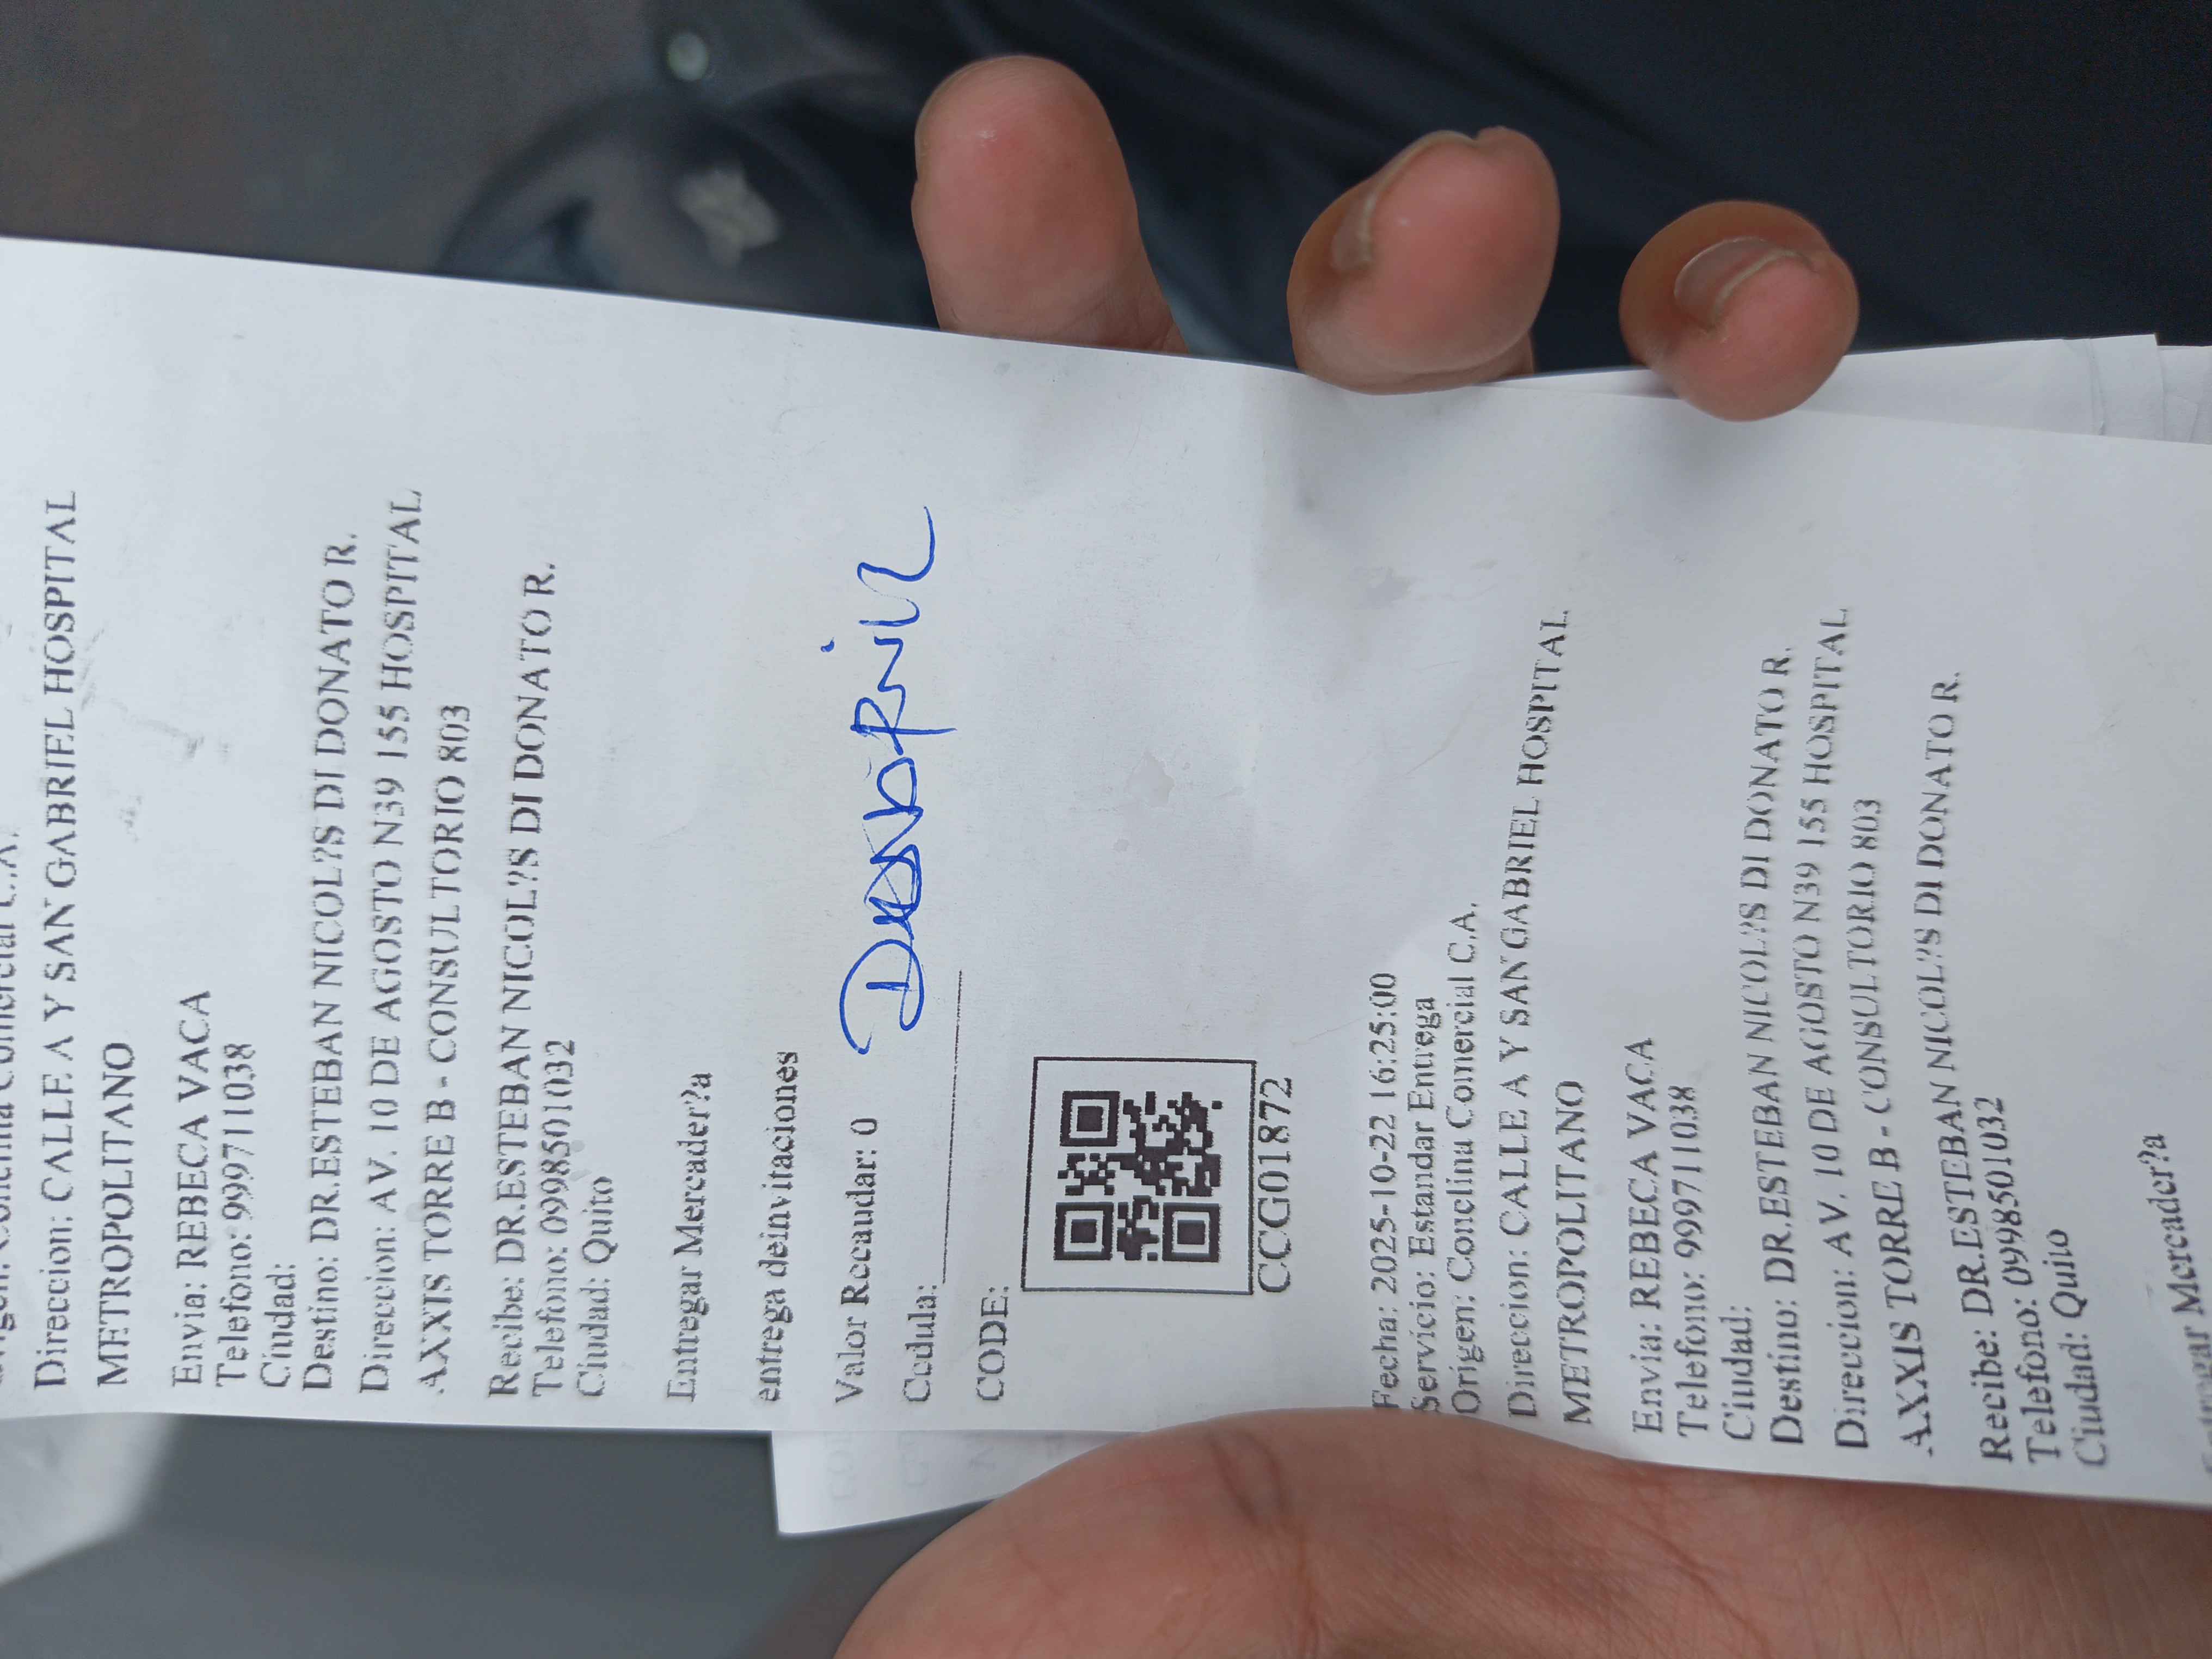 Direccion: CALLE A Y SAN GABRIEL HOSPITAL
METROPOLITANO
Envia: REBECA VACA
Telefono: 999711038
Ciudad:
Destino: DR.ESTEBAN NICOL?S DI DONATO R.
Direccion: AV. 10 DE AGOSTO N39 155 HOSPITAL
AXXIS TORRE B - CONSULTORIO 803
Recibe: DR.ESTEBAN NICOL?S DI DONATO R.
Telefono: 0998501032
Ciudad: Quito
Entregar Mercader?a
entrega deinvitaciones
Valor Recaudar: 0
Cedula:
CODE:
CCG01872
Fecha: 2025-10-22 16:25:00
Servicio: Estandar Entrega
Origen: Conclina Comercial C.A.
Direccion: CALLE A Y SAN GABRIEL HOSPITAL
METROPOLITANO
Envia: REBECA VACA
Telefono: 999711038
Ciudad:
Destino: DR.ESTEBAN NICOL?S DI DONATO R.
Direccion: AV. 10 DE AGOSTO N39 155 HOSPITAL
AXXIS TORRE B - CONSULTORIO 803
Recibe: DR.ESTEBAN NICOL?S DI DONATO R.
Telefono: 0998501032
Ciudad: Quito
Entregar Mercader?a